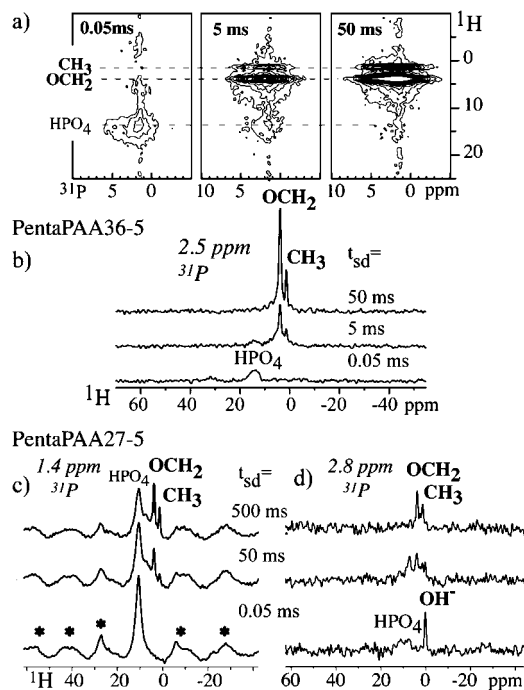 a)
0.05ms
5 ms
50 ms
¹H
CH₃
OCH₂
HPO₄
0
10
20
³¹P
5
0
10
5
0
10
5
0
ppm
PentaPAA36-5
b)
2.5 ppm
³¹P
OCH₂
CH₃
t_sd=
50 ms
5 ms
HPO₄
0.05 ms
¹H
60
40
20
0
-20
-40
ppm
PentaPAA27-5
c)
1.4 ppm
³¹P
HPO₄
OCH₂
CH₃
t_sd=
500 ms
50 ms
0.05 ms
* * * * *
¹H
40
20
0
-20
d)
2.8 ppm
³¹P
OCH₂
CH₃
HPO₄
OH⁻
60
40
20
0
-20
ppm